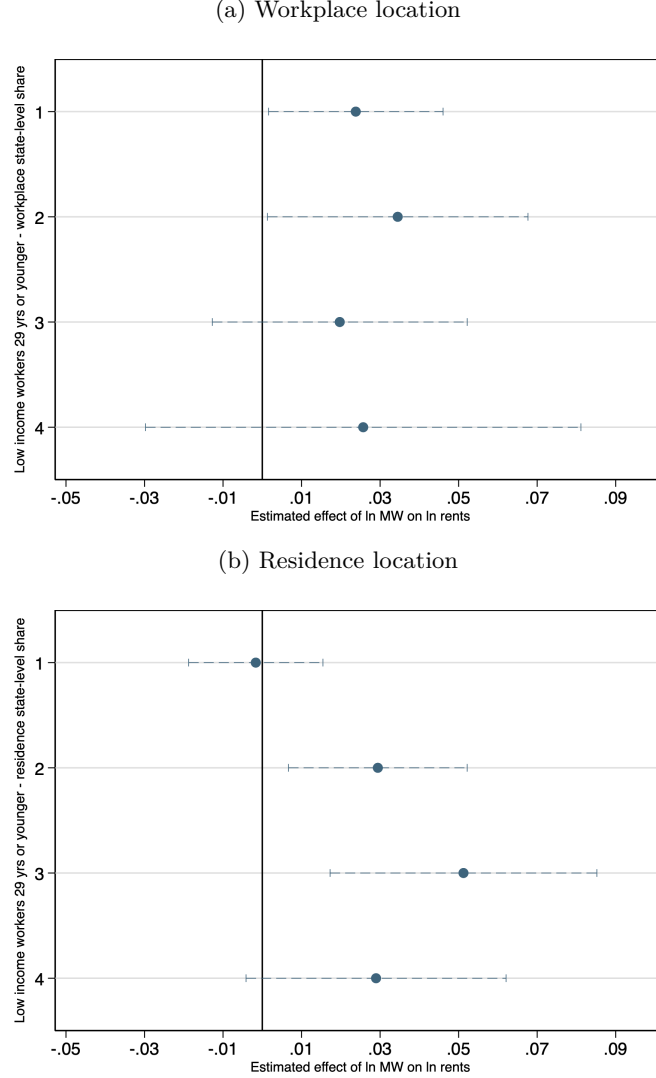 (a) Workplace location
Low income workers 29 yrs or younger - workplace state-level share
1
2
3
4
-.05 -.03 -.01 .01 .03 .05 .07 .09
Estimated effect of ln MW on ln rents
(b) Residence location
Low income workers 29 yrs or younger - residence state-level share
1
2
3
4
-.05 -.03 -.01 .01 .03 .05 .07 .09
Estimated effect of ln MW on ln rents